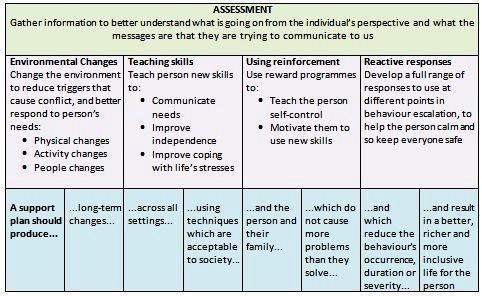 ASSESSMENT
Gather information to better understand what is going on from the individual's perspective and what the
messages are that they are trying to communicate to us
Environmental Changes
Change the environment
to reduce triggers that
cause conflict, and better
respond to person's
needs:
• Physical changes
• Activity changes
• People changes
Teaching skills
Teach person new skills
to:
• Communicate
needs
• Improve
independence
• Improve coping
with life's stresses
Using reinforcement
Use reward programmes
to:
• Teach the person
self-control
• Motivate them to
use new skills
Reactive responses
Develop a full range of
responses to use at
different points in
behaviour escalation, to
help the person calm and
so keep everyone safe
A support
plan should
produce...
...long-term
changes...
...across all
settings...
...using
techniques
which are
acceptable
to society...
...and the
person and
their
family...
...which do
not cause
more
problems
than they
solve...
...and
which
reduce the
behaviour's
occurrence,
duration or
severity...
...and result
in a better,
richer and
more
inclusive
life for the
person